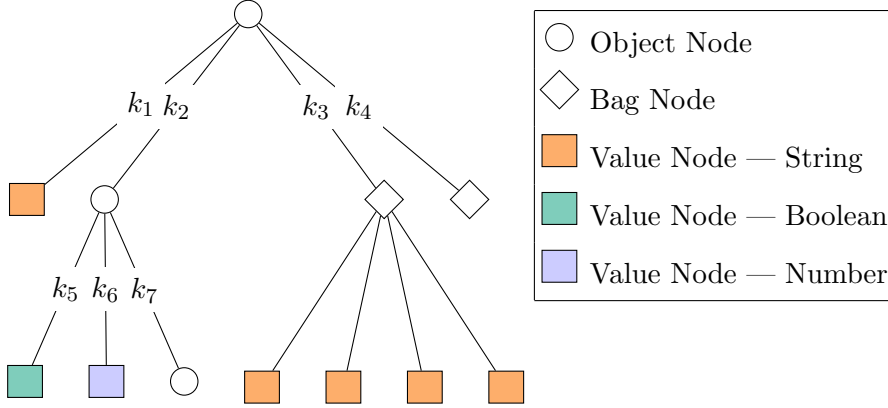 k₁ k₂ k₃ k₄
k₅ k₆ k₇
Object Node
Bag Node
Value Node — String
Value Node — Boolean
Value Node — Number